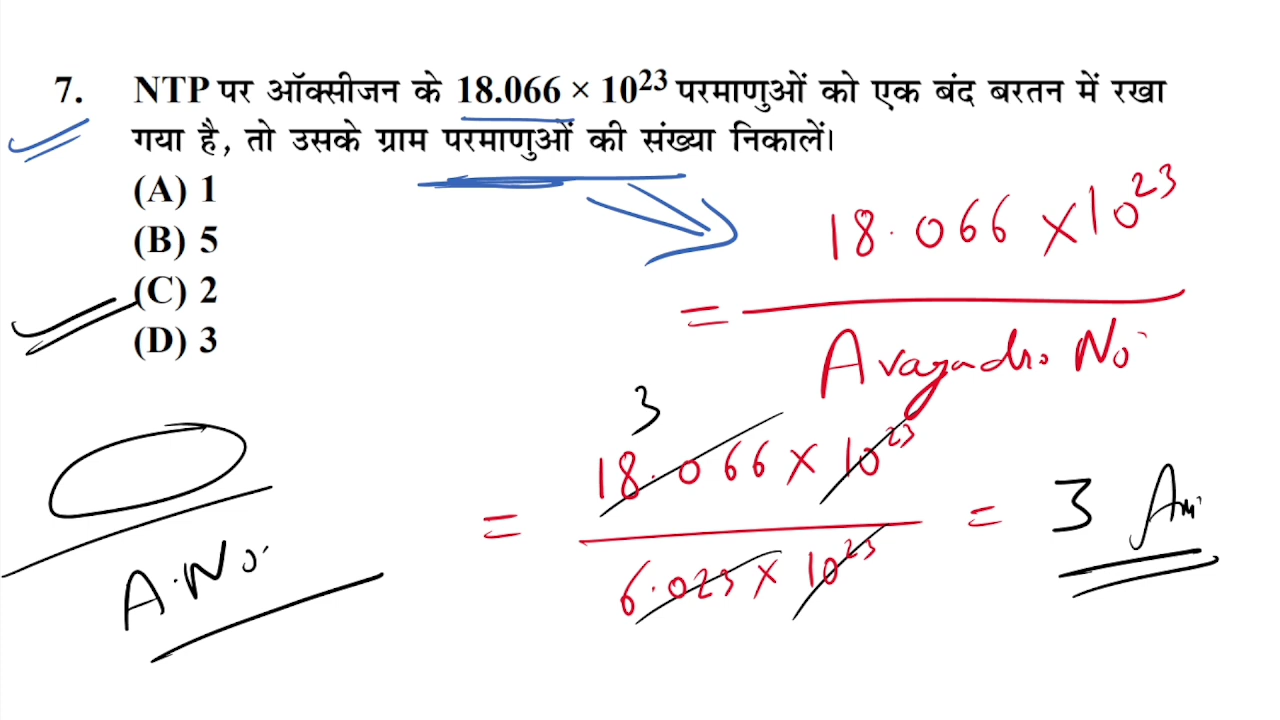 7. NTP पर ऑक्सीजन के 18.066 × 10²³ परमाणुओं को एक बंद बरतन में रखा
गया है, तो उसके ग्राम परमाणुओं की संख्या निकालें।
(A) 1
(B) 5
(C) 2
(D) 3
18.066 × 10²³
=
Avagadro No.
3
18.066 × 10²³
= = 3 Ans
6.023 × 10²³
A.No.